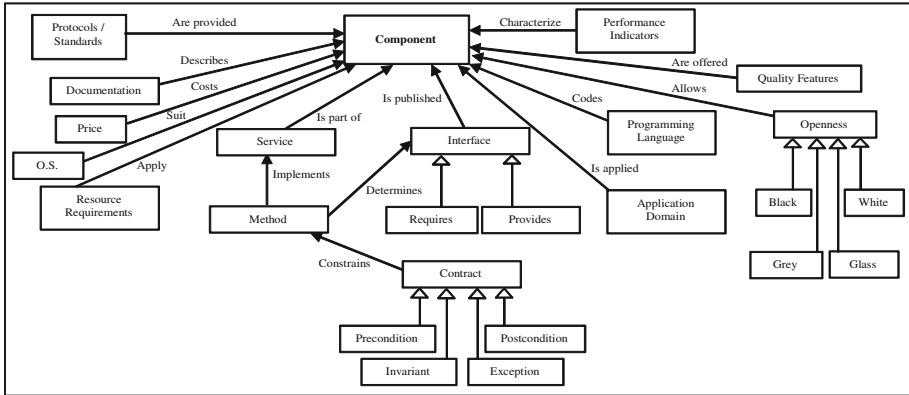 Protocols /
Standards
Are provided
Component
Characterize
Performance
Indicators
Describes
Are offered
Documentation
Costs
Is published
Allows
Quality Features
Price
Suit
Is part of
Codes
Programming
Language
Openness
Service
Interface
O.S.
Apply
Implements
Determines
Is applied
Resource
Requirements
Method
Requires
Provides
Application
Domain
Black
White
Constrains
Contract
Grey
Glass
Precondition
Postcondition
Invariant
Exception